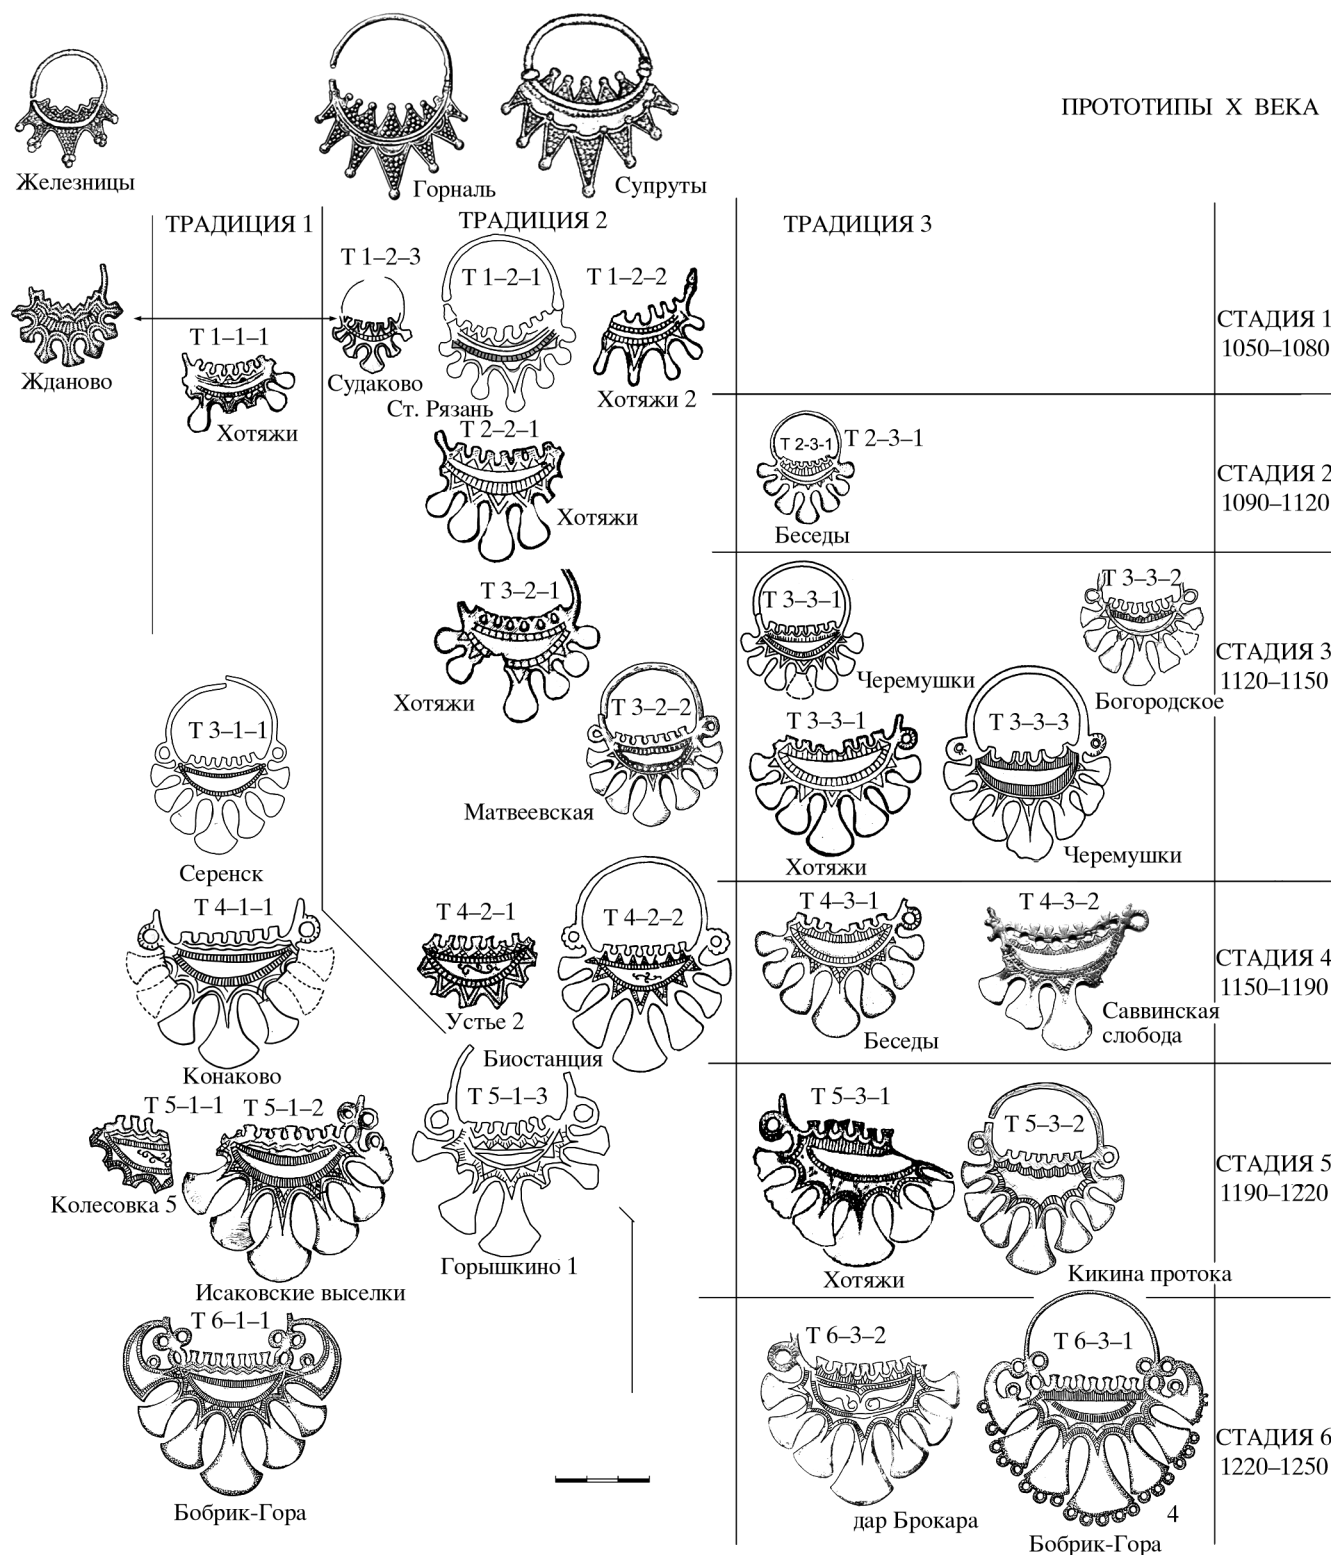 ПРОТОТИПЫ X ВЕКА
Железницы
Горналь
Супруты
ТРАДИЦИЯ 1
ТРАДИЦИЯ 2
ТРАДИЦИЯ 3
Т 1–2–3
Т 1–2–1
Т 1–2–2
СТАДИЯ 1
1050–1080
Т 1–1–1
Жданово
Судаково
Хотяжи 2
Ст. Рязань
Хотяжи
Т 2–2–1
Т 2-3-1
Т 2–3–1
СТАДИЯ 2
1090–1120
Хотяжи
Беседы
Т 3–2–1
Т 3–3–1
Т 3–3–2
СТАДИЯ 3
1120–1150
Черемушки
Богородское
Хотяжи
Т 3–1–1
Т 3–2–2
Т 3–3–1
Т 3–3–3
Матвеевская
Серенск
Хотяжи
Черемушки
Т 4–1–1
Т 4–2–1
Т 4–2–2
Т 4–3–1
Т 4–3–2
СТАДИЯ 4
1150–1190
Устье 2
Саввинская
слобода
Беседы
Биостанция
Конаково
Т 5–1–1
Т 5–1–2
Т 5–1–3
Т 5–3–1
Т 5–3–2
СТАДИЯ 5
1190–1220
Колесовка 5
Горышкино 1
Хотяжи
Кикина протока
Исаковские выселки
Т 6–1–1
Т 6–3–2
Т 6–3–1
СТАДИЯ 6
1220–1250
Бобрик-Гора
дар Брокара
4
Бобрик-Гора